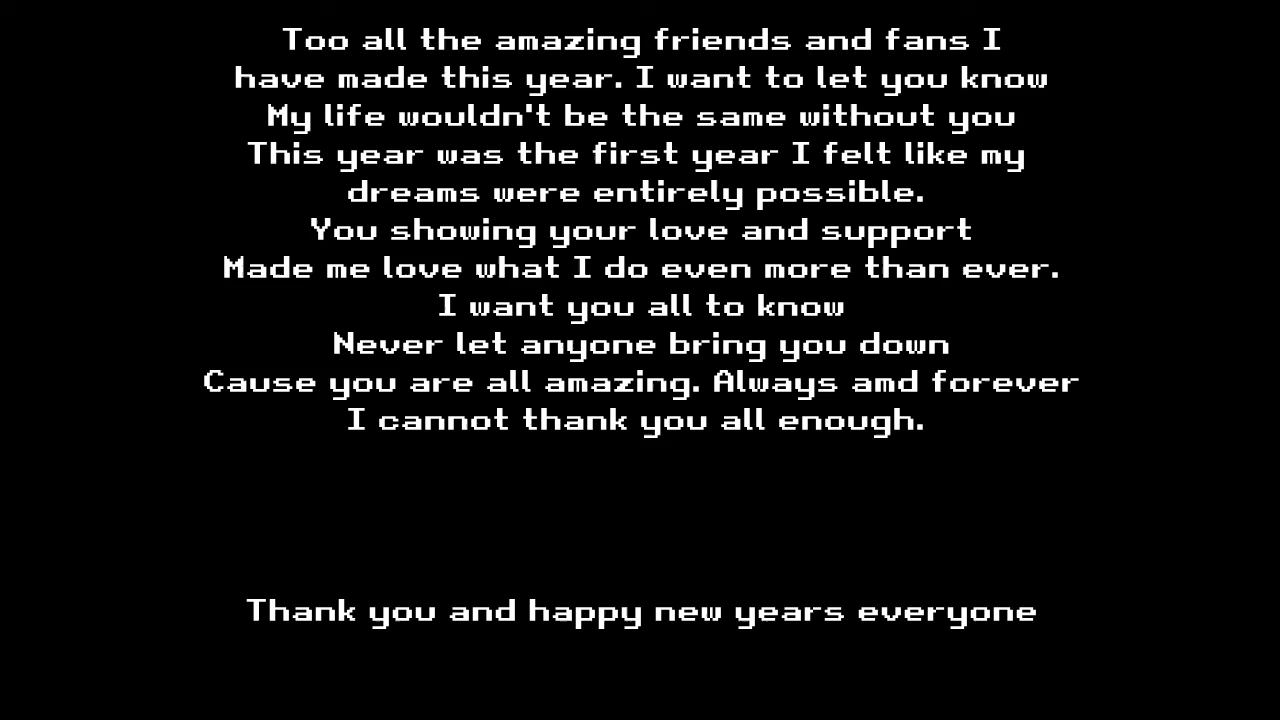 Too all the amazing friends and fans I
have made this year. I want to let you know
My life wouldn't be the same without you
This year was the first year I felt like my
dreams were entirely possible.
You showing your love and support
Made me love what I do even more than ever.
I want you all to know
Never let anyone bring you down
Cause you are all amazing. Always amd forever
I cannot thank you all enough.
Thank you and happy new years everyone